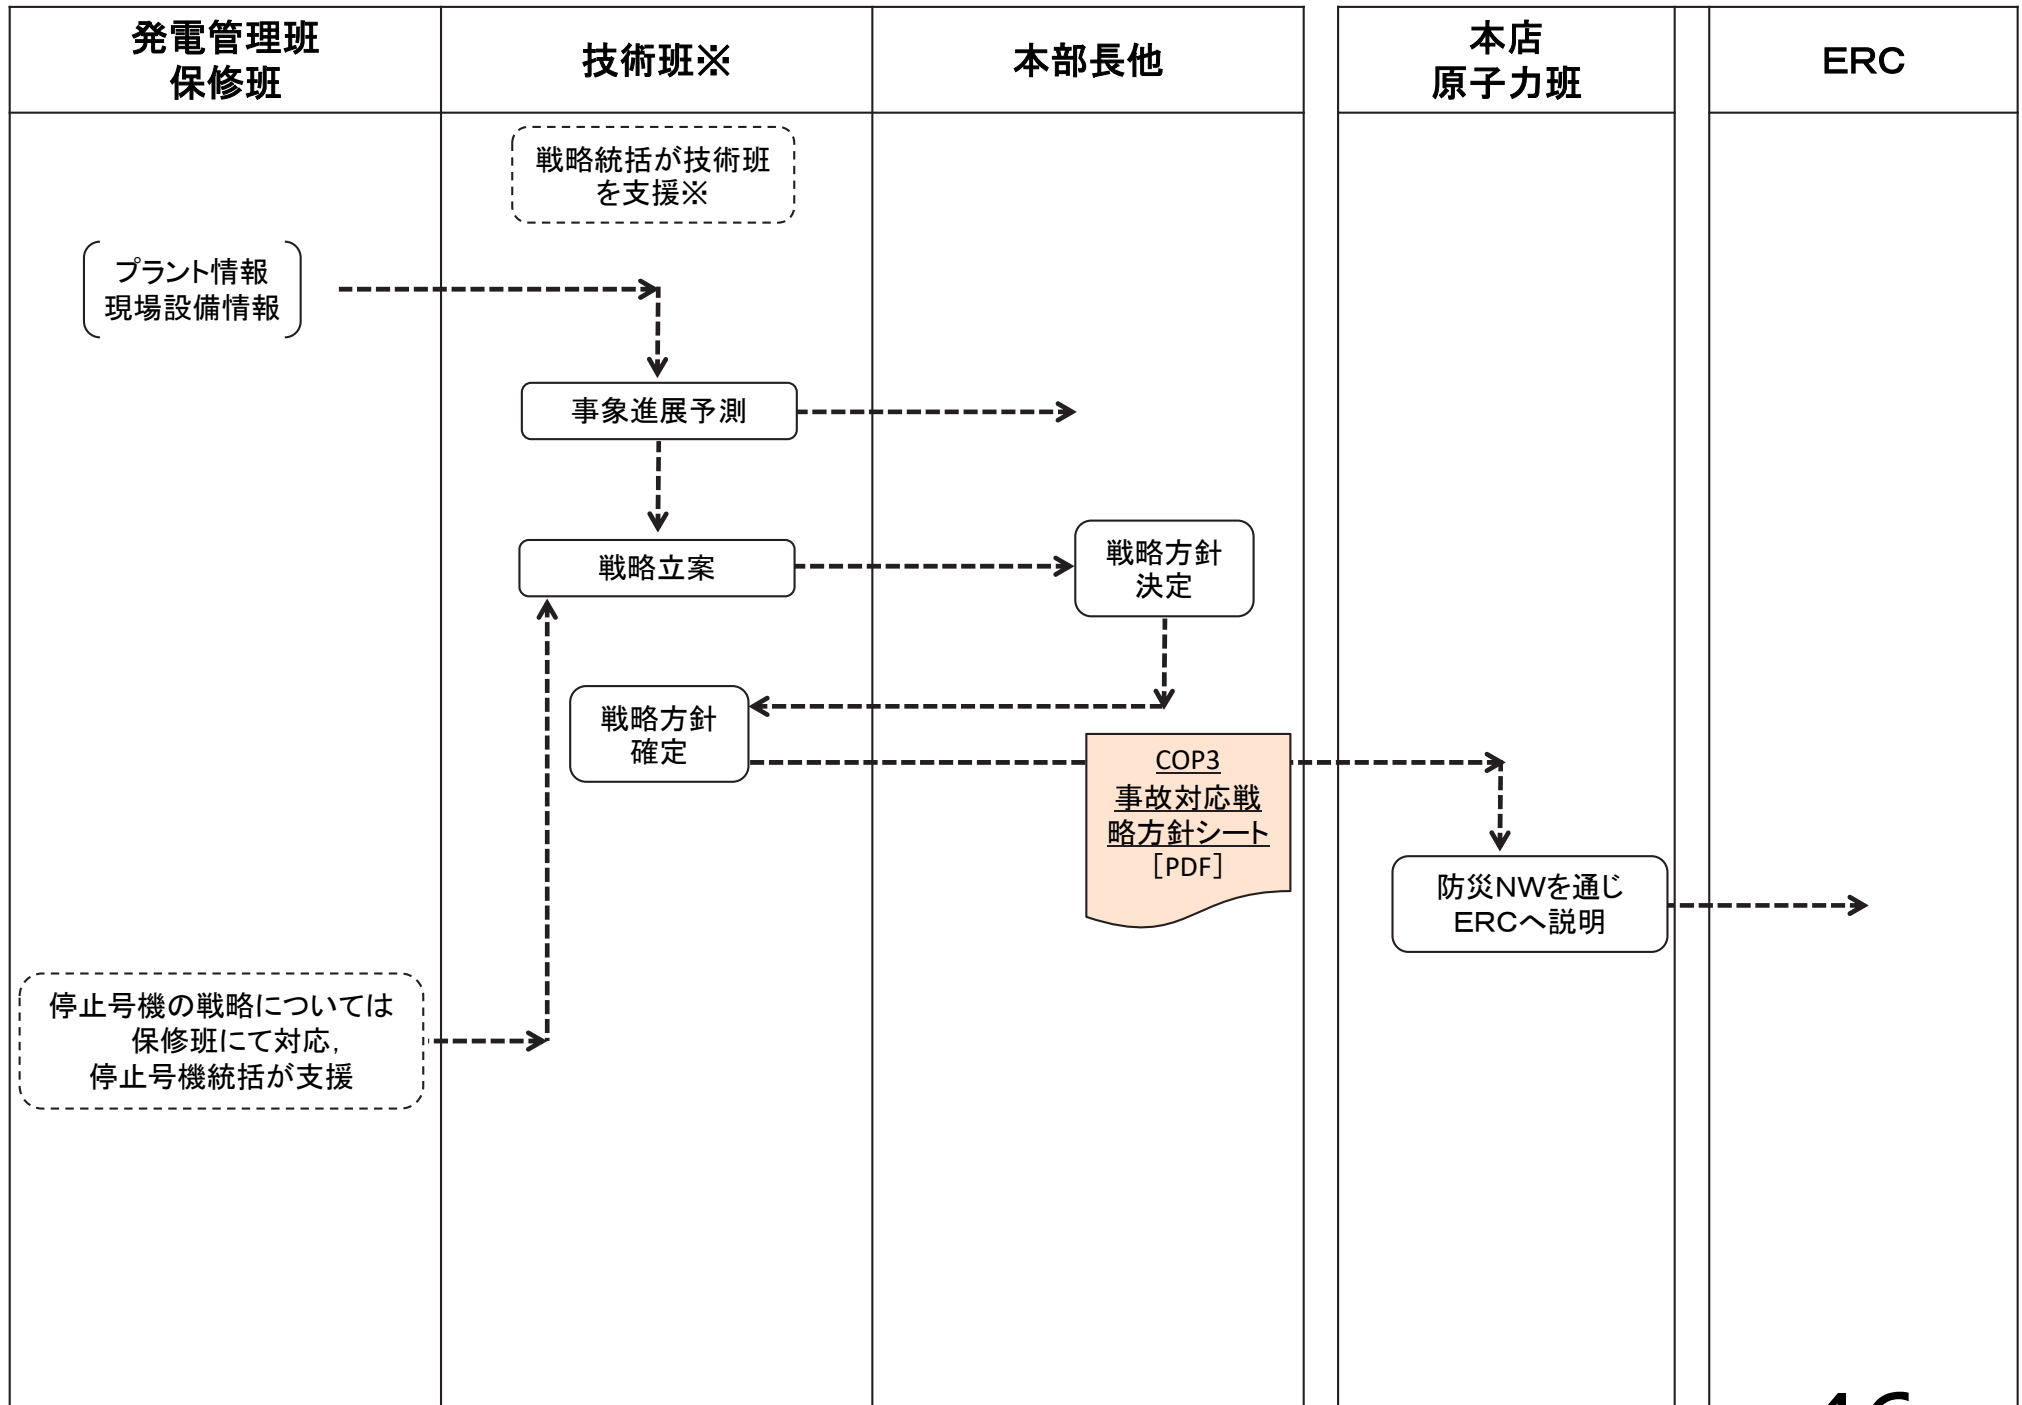 発電管理班
保修班
技術班※
本部長他
本店
原子力班
ERC
戦略統括が技術班
を支援※
プラント情報
現場設備情報
事象進展予測
戦略立案
戦略方針
決定
戦略方針
確定
COP3
事故対応戦
略方針シート
［PDF］
防災NWを通じ
ERCへ説明
停止号機の戦略については
保修班にて対応,
停止号機統括が支援